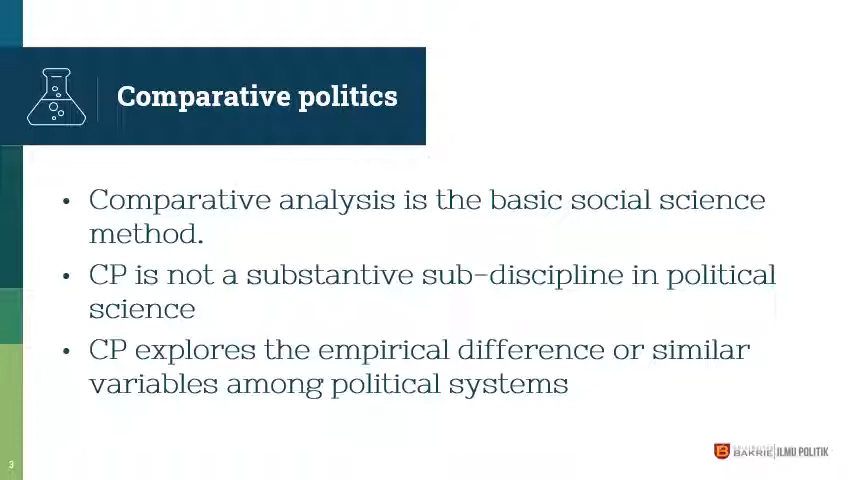 Comparative politics
• Comparative analysis is the basic social science
method.
• CP is not a substantive sub-discipline in political
science
• CP explores the empirical difference or similar
variables among political systems
3
BAKRIE ILMU POLITIK